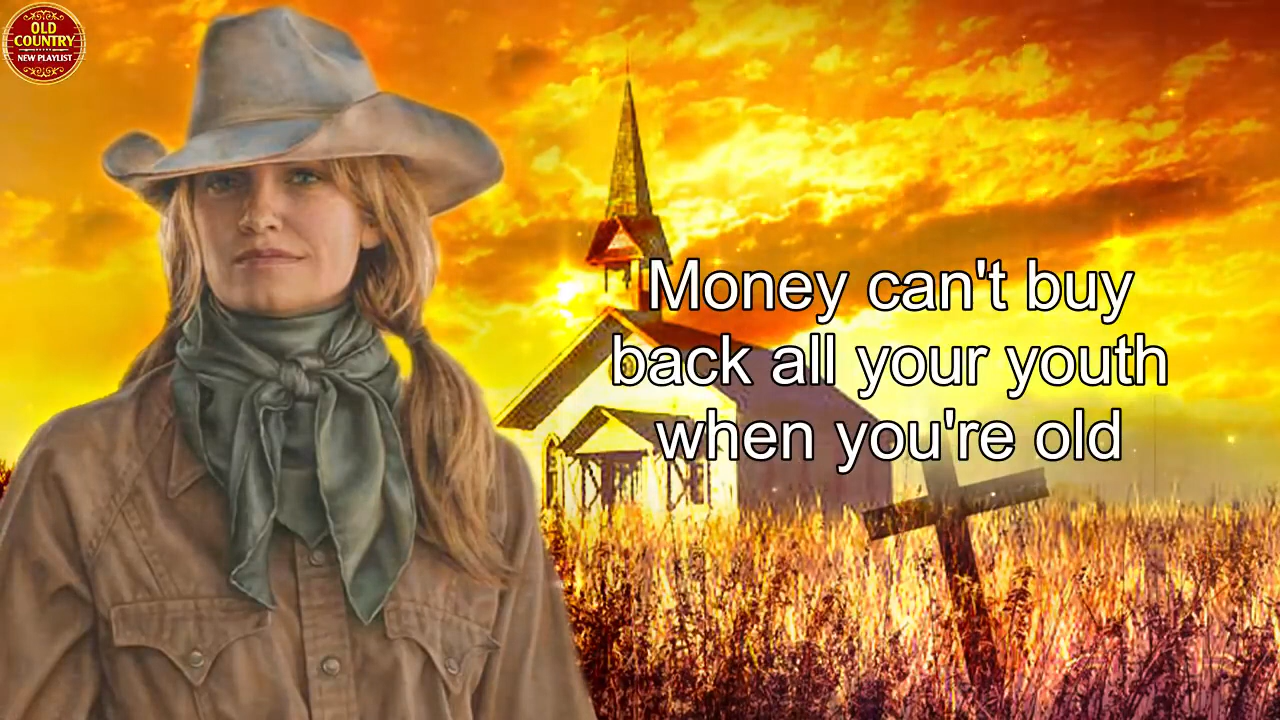 OLD
COUNTRY
NEW PLAYLIST
Money can't buy
back all your youth
when you're old